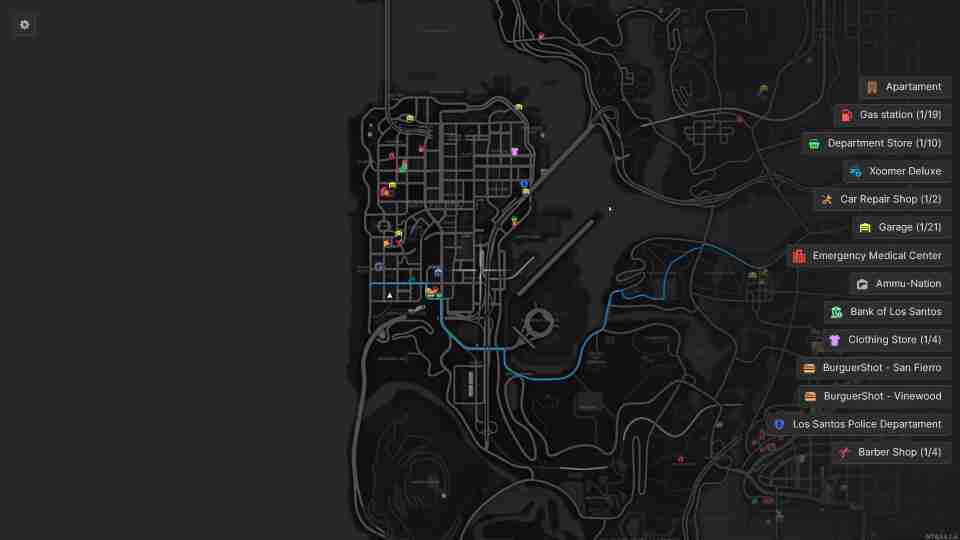 Apartament
Gas station (1/19)
Department Store (1/10)
Xoomer Deluxe
Car Repair Shop (1/2)
Garage (1/21)
Emergency Medical Center
Ammu-Nation
Bank of Los Santos
Clothing Store (1/4)
BurguerShot - San Fierro
BurguerShot - Vinewood
Los Santos Police Departament
Barber Shop (1/4)